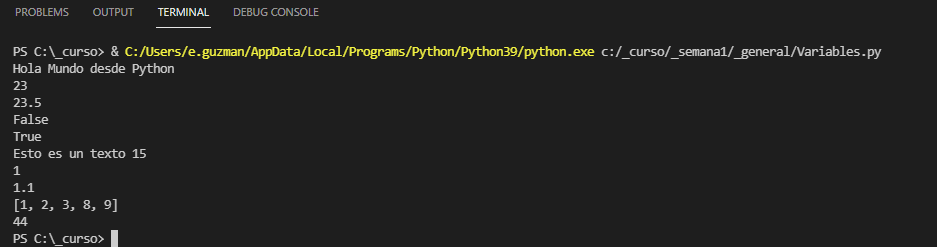 PROBLEMS OUTPUT TERMINAL DEBUG CONSOLE
PS C:\_curso> & C:/Users/e.guzman/AppData/Local/Programs/Python/Python39/python.exe c:/_curso/_semana1/_general/Variables.py
Hola Mundo desde Python
23
23.5
False
True
Esto es un texto 15
1
1.1
[1, 2, 3, 8, 9]
44
PS C:\_curso>